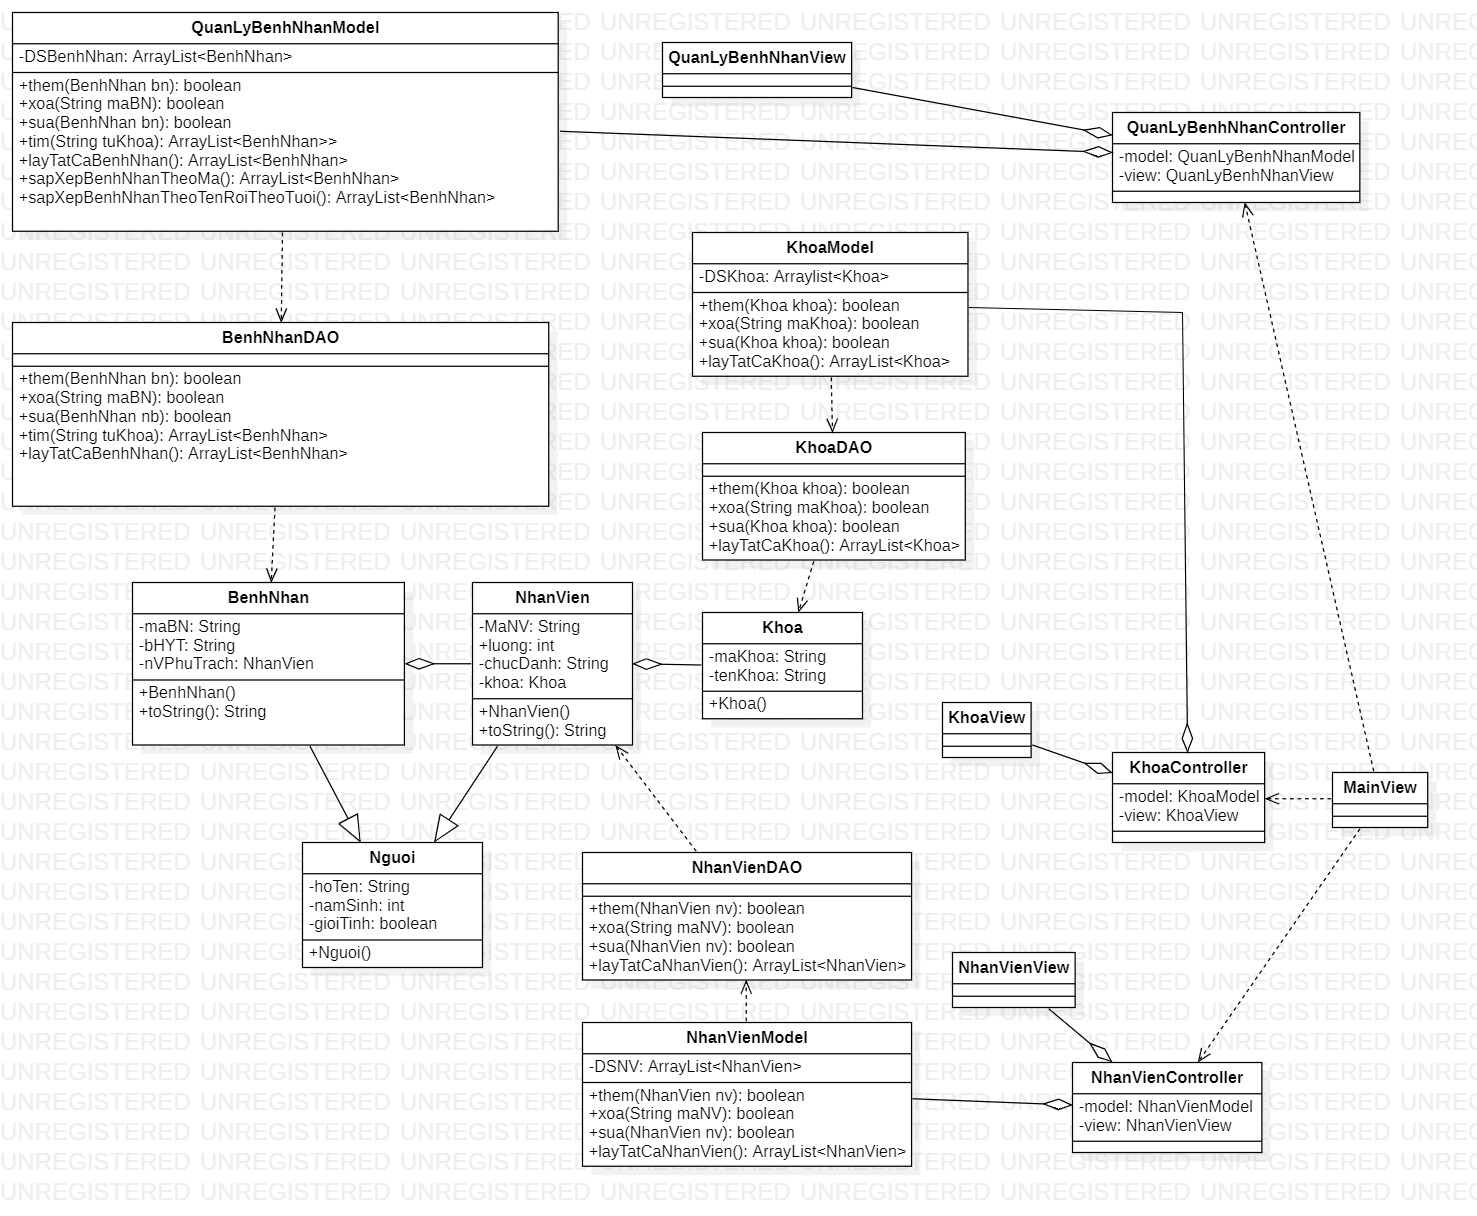 QuanLyBenhNhanModel
-DSBenhNhan: ArrayList<BenhNhan>
+them(BenhNhan bn): boolean
+xoa(String maBN): boolean
+sua(BenhNhan bn): boolean
+tim(String tuKhoa): ArrayList<BenhNhan>>
+layTatCaBenhNhan(): ArrayList<BenhNhan>
+sapXepBenhNhanTheoMa(): ArrayList<BenhNhan>
+sapXepBenhNhanTheoTenRoiTheoTuoi(): ArrayList<BenhNhan>
QuanLyBenhNhanView
QuanLyBenhNhanController
-model: QuanLyBenhNhanModel
-view: QuanLyBenhNhanView
KhoaModel
-DSKhoa: Arraylist<Khoa>
+them(Khoa khoa): boolean
+xoa(String maKhoa): boolean
+sua(Khoa khoa): boolean
+layTatCaKhoa(): ArrayList<Khoa>
BenhNhanDAO
+them(BenhNhan bn): boolean
+xoa(String maBN): boolean
+sua(BenhNhan nb): boolean
+tim(String tuKhoa): ArrayList<BenhNhan>
+layTatCaBenhNhan(): ArrayList<BenhNhan>
KhoaDAO
+them(Khoa khoa): boolean
+xoa(String maKhoa): boolean
+sua(Khoa khoa): boolean
+layTatCaKhoa(): ArrayList<Khoa>
BenhNhan
-maBN: String
-bHYT: String
-nVPhuTrach: NhanVien
+BenhNhan()
+toString(): String
NhanVien
-MaNV: String
+luong: int
-chucDanh: String
-khoa: Khoa
+NhanVien()
+toString(): String
Khoa
-maKhoa: String
-tenKhoa: String
+Khoa()
KhoaView
KhoaController
-model: KhoaModel
-view: KhoaView
MainView
Nguoi
-hoTen: String
-namSinh: int
-gioiTinh: boolean
+Nguoi()
NhanVienDAO
+them(NhanVien nv): boolean
+xoa(String maNV): boolean
+sua(NhanVien nv): boolean
+layTatCaNhanVien(): ArrayList<NhanVien>
NhanVienView
NhanVienModel
-DSNV: ArrayList<NhanVien>
+them(NhanVien nv): boolean
+xoa(String maNV): boolean
+sua(NhanVien nv): boolean
+layTatCaNhanVien(): ArrayList<NhanVien>
NhanVienController
-model: NhanVienModel
-view: NhanVienView
UNREGISTERED